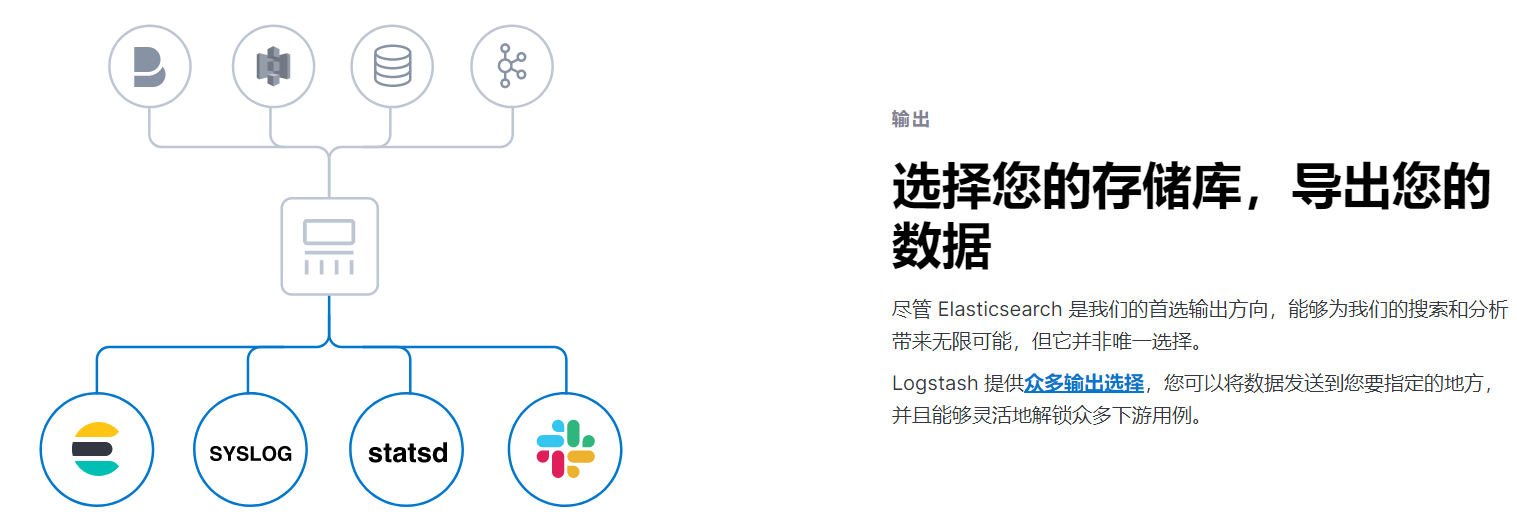 SYSLOG
statsd
输出
选择您的存储库，导出您的
数据
尽管 Elasticsearch 是我们的首选输出方向，能够为我们的搜索和分析
带来无限可能，但它并非唯一选择。
Logstash 提供众多输出选择，您可以将数据发送到您要指定的地方，
并且能够灵活地解锁众多下游用例。